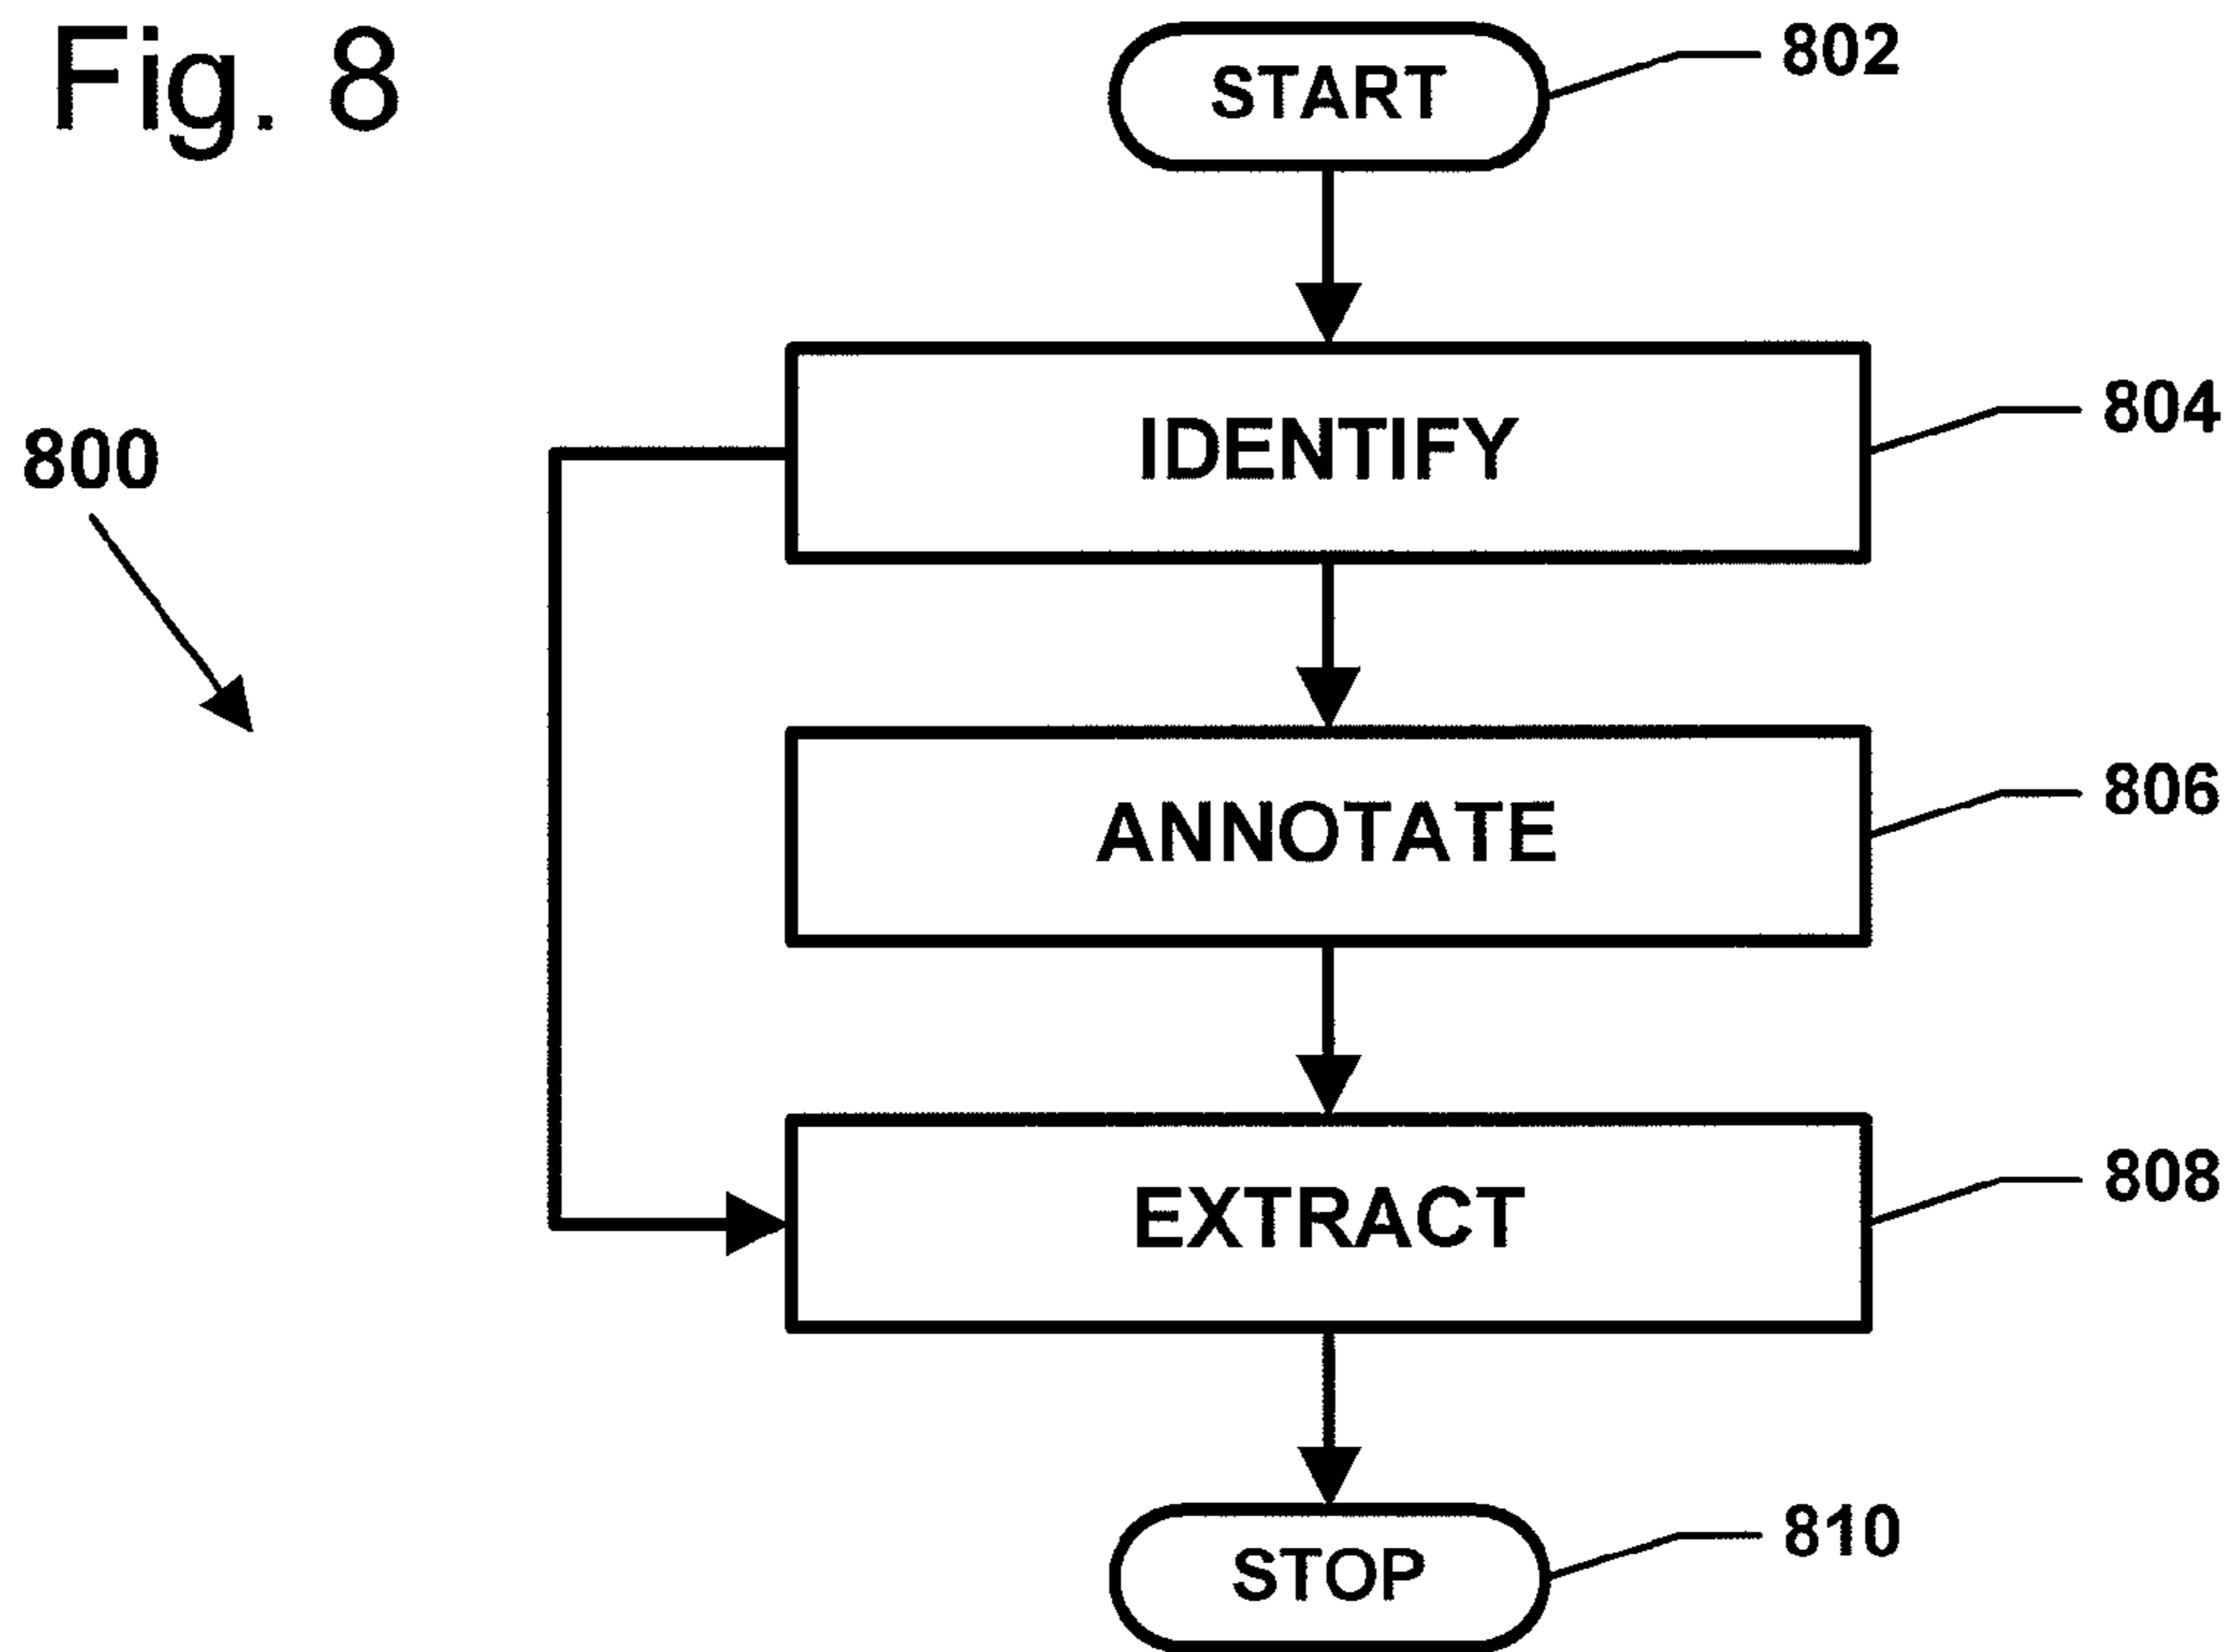 Fig. 8
START
802
IDENTIFY
804
800
ANNOTATE
806
EXTRACT
808
STOP
810